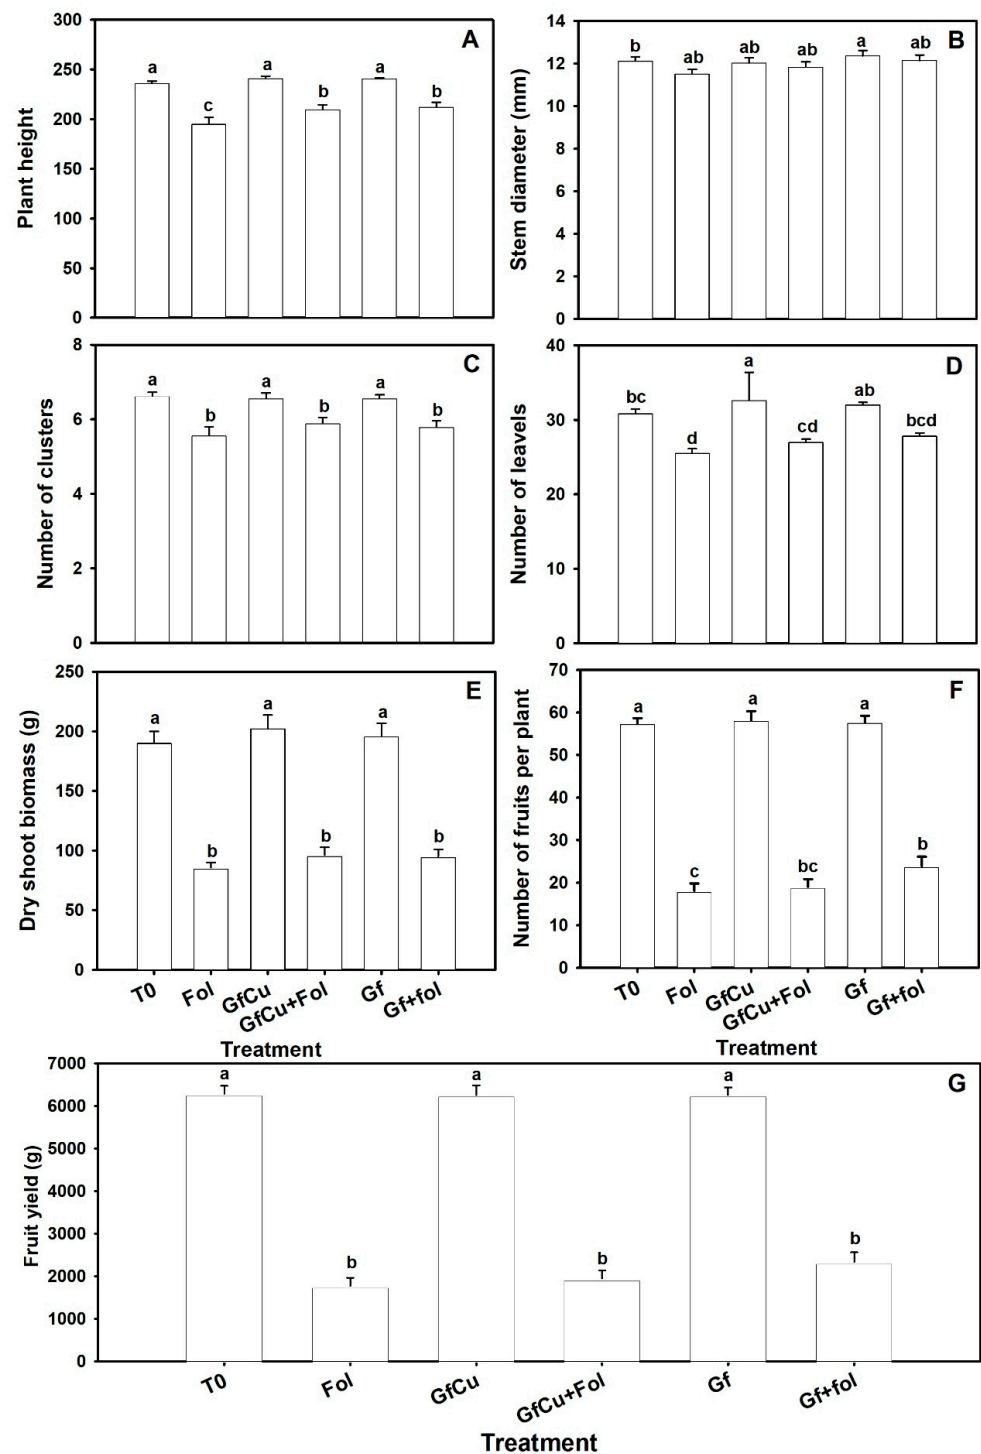 A
Plant height
300
250
200
150
100
50
0
a
c
a
b
a
b
B
Stem diameter (mm)
14
12
10
8
6
4
2
0
b
ab
ab
ab
a
ab
C
Number of clusters
8
6
4
2
0
a
b
a
b
a
b
D
Number of leavels
40
30
20
10
0
bc
d
a
cd
ab
bcd
E
Dry shoot biomass (g)
250
200
150
100
50
0
a
b
a
b
a
b
T0
Fol
GfCu
GfCu+Fol
Gf
Gf+fol
Treatment
F
Number of fruits per plant
70
60
50
40
30
20
10
0
a
c
a
bc
a
b
T0
Fol
GfCu
GfCu+Fol
Gf
Gf+fol
Treatment
G
Fruit yield (g)
7000
6000
5000
4000
3000
2000
1000
0
a
b
a
b
a
b
T0
Fol
GfCu
GfCu+Fol
Gf
Gf+fol
Treatment